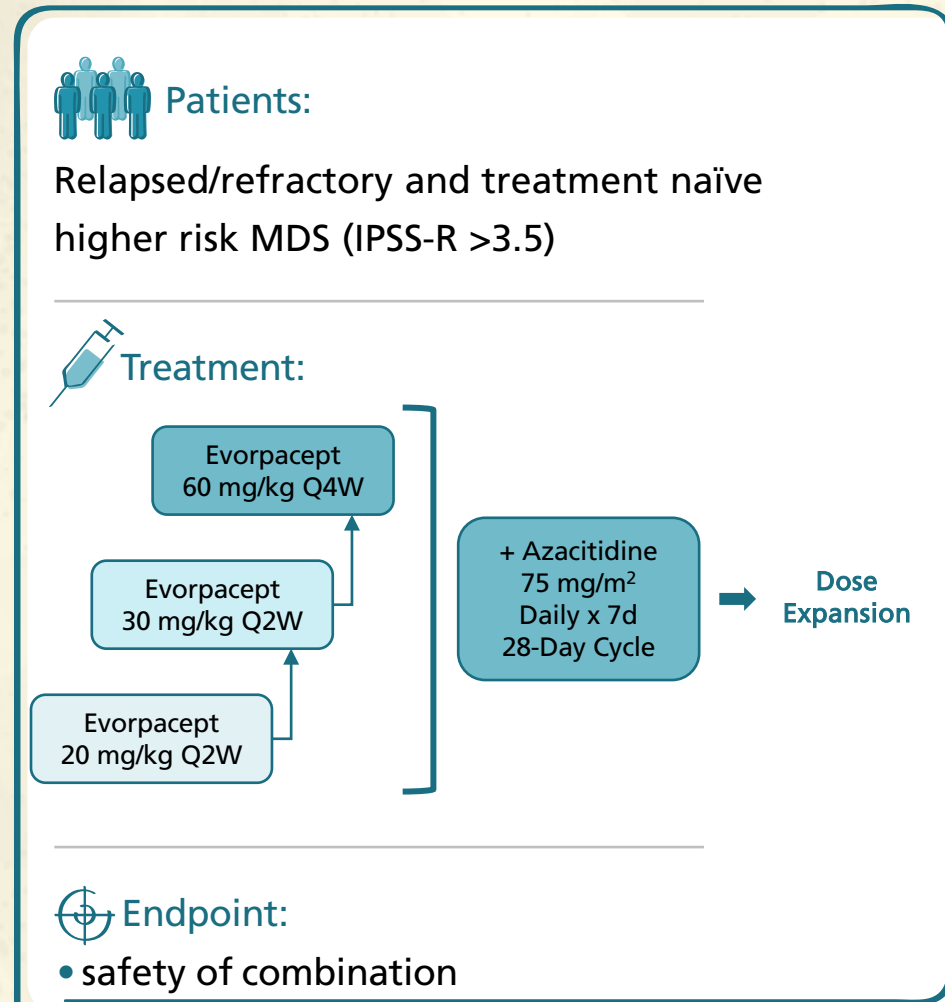 Patients:
Relapsed/refractory and treatment naïve
higher risk MDS (IPSS-R >3.5)
Treatment:
Evorpacept
60 mg/kg Q4W
Evorpacept
30 mg/kg Q2W
Evorpacept
20 mg/kg Q2W
+ Azacitidine
75 mg/m²
Daily x 7d
28-Day Cycle
Dose
Expansion
Endpoint:
• safety of combination